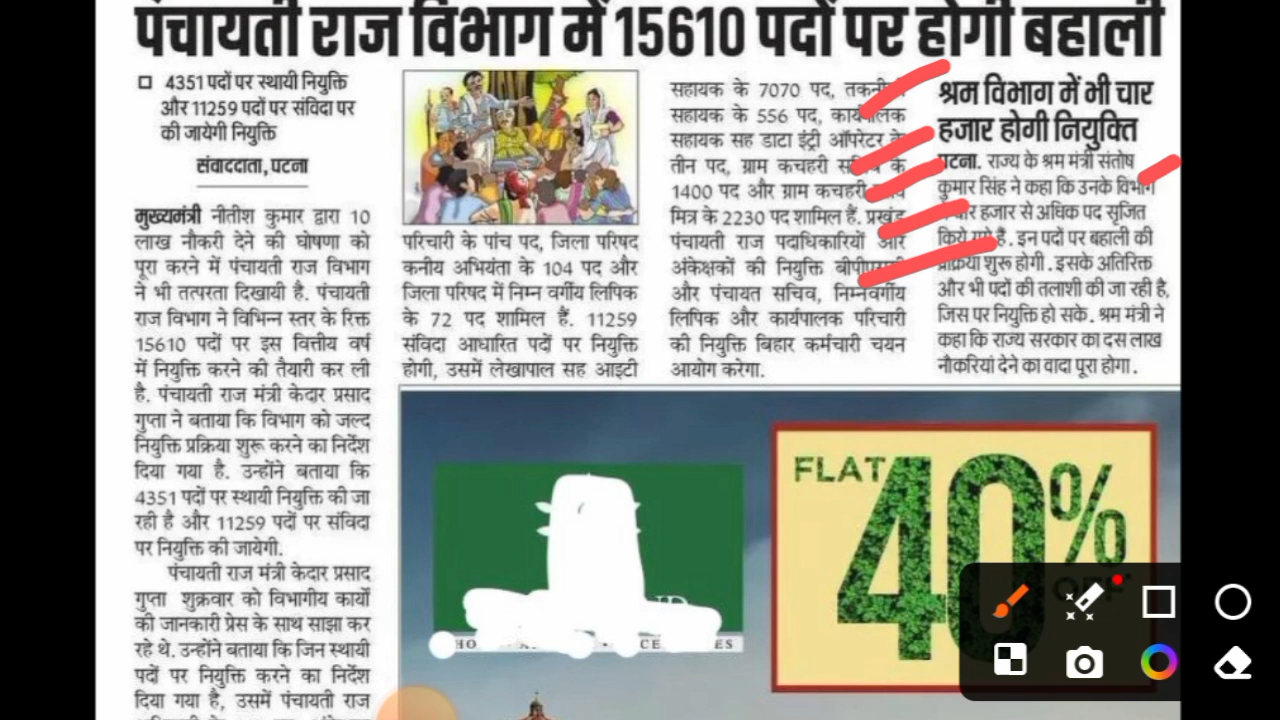 पंचायती राज विभाग में 15610 पदों पर होगी बहाली
4351 पदों पर स्थायी नियुक्ति
और 11259 पदों पर संविदा पर
की जायेगी नियुक्ति
संवाददाता, पटना
मुख्यमंत्री नीतीश कुमार द्वारा 10
लाख नौकरी देने की घोषणा को
पूरा करने में पंचायती राज विभाग
ने भी तत्परता दिखायी है. पंचायती
राज विभाग ने विभिन्न स्तर के रिक्त
15610 पदों पर इस वित्तीय वर्ष
में नियुक्ति करने की तैयारी कर ली
है. पंचायती राज मंत्री केदार प्रसाद
गुप्ता ने बताया कि विभाग को जल्द
नियुक्ति प्रक्रिया शुरू करने का निर्देश
दिया गया है. उन्होंने बताया कि
4351 पदों पर स्थायी नियुक्ति की जा
रही है और 11259 पदों पर संविदा
पर नियुक्ति की जायेगी.
पंचायती राज मंत्री केदार प्रसाद
गुप्ता शुक्रवार को विभागीय कार्यों
की जानकारी प्रेस के साथ साझा कर
रहे थे. उन्होंने बताया कि जिन स्थायी
पदों पर नियुक्ति करने का निर्देश
दिया गया है, उसमें पंचायती राज
परिचारी के पांच पद, जिला परिषद
कनीय अभियंता के 104 पद और
जिला परिषद में निम्न वर्गीय लिपिक
के 72 पद शामिल हैं. 11259
संविदा आधारित पदों पर नियुक्ति
होगी, उसमें लेखापाल सह आइटी
सहायक के 7070 पद,
सहायक के 556 पद,
सहायक सह डाटा इंट्री ऑपरेटर के
तीन पद, ग्राम कचहरी के
1400 पद और ग्राम कचहरी
मित्र के 2230 पद शामिल हैं. प्रखंड
पंचायती राज पदाधिकारियों और
अंकेक्षकों की नियुक्ति
और पंचायत सचिव, निम्नवर्गीय
लिपिक और कार्यपालक परिचारी
की नियुक्ति बिहार कर्मचारी चयन
आयोग करेगा.
श्रम विभाग में भी चार
हजार होगी नियुक्ति
पटना. राज्य के श्रम मंत्री संतोष
कुमार सिंह ने कहा कि उनके विभाग
हजार से अधिक पद सृजित
किये गये हैं. इन पदों पर बहाली की
प्रक्रिया शुरू होगी. इसके अतिरिक्त
और भी पदों की तलाशी की जा रही है,
जिस पर नियुक्ति हो सके. श्रम मंत्री ने
कहा कि राज्य सरकार का दस लाख
नौकरियां देने का वादा पूरा होगा.
FLAT
40%